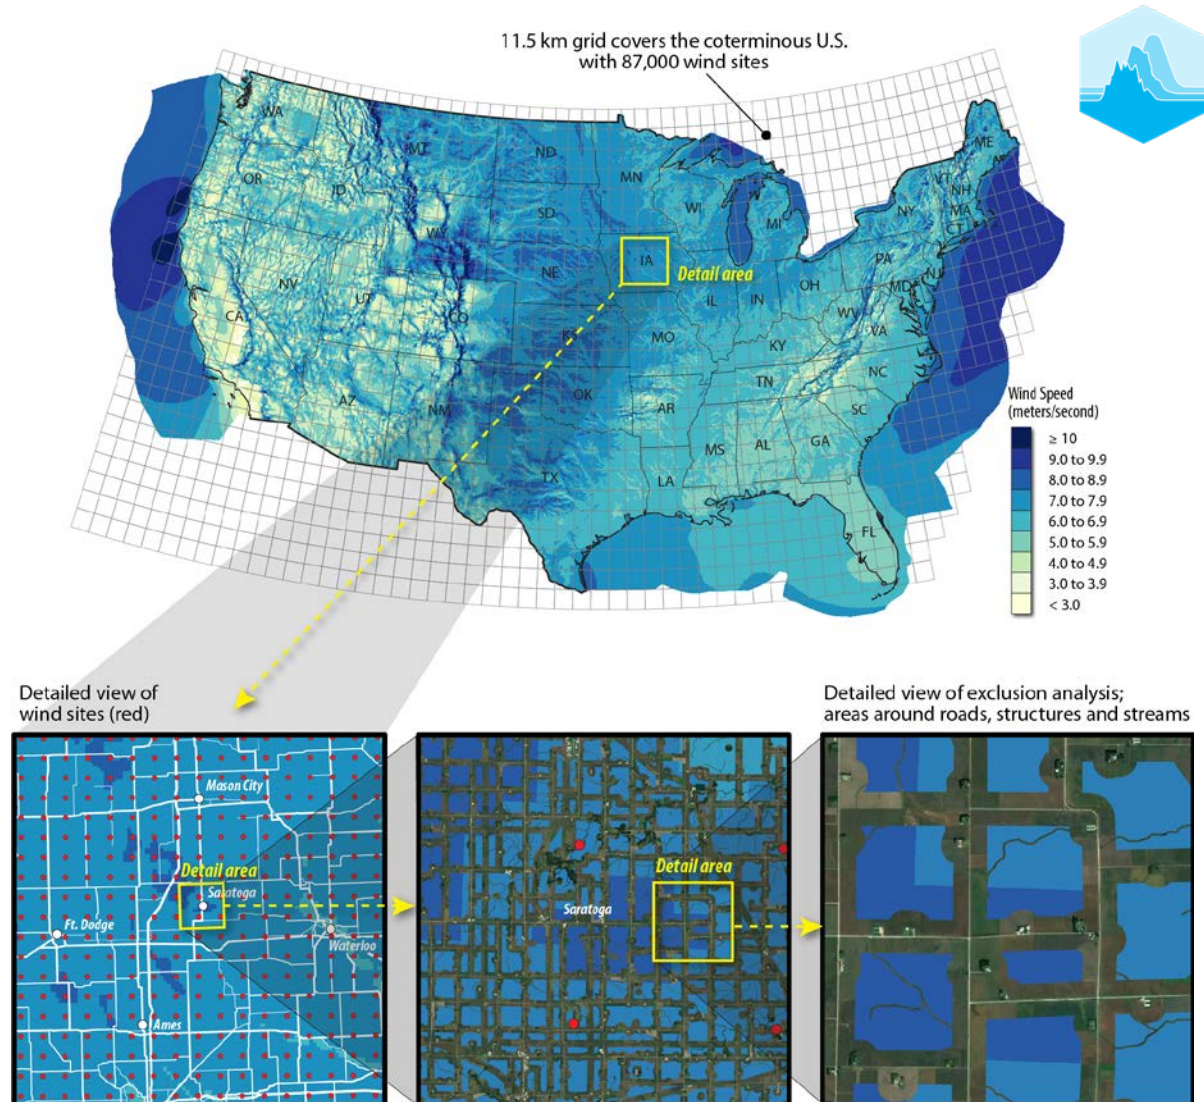 11.5 km grid covers the coterminous U.S.
with 87,000 wind sites
WA
MT
ND
MN
ME
OR
ID
SD
WI
MI
VT
NH
NY
MA
CT
WY
IA
Detail area
NE
PA
NJ
NV
UT
IL
IN
OH
MD
CA
CO
KS
MO
WV
VA
KY
AZ
NM
OK
TN
NC
AR
SC
MS
AL
GA
TX
LA
FL
Wind Speed
(meters/second)
≥ 10
9.0 to 9.9
8.0 to 8.9
7.0 to 7.9
6.0 to 6.9
5.0 to 5.9
4.0 to 4.9
3.0 to 3.9
< 3.0
Detailed view of
wind sites (red)
Mason City
Detail area
Saratoga
Ft. Dodge
Waterloo
Ames
Detail area
Saratoga
Detailed view of exclusion analysis;
areas around roads, structures and streams